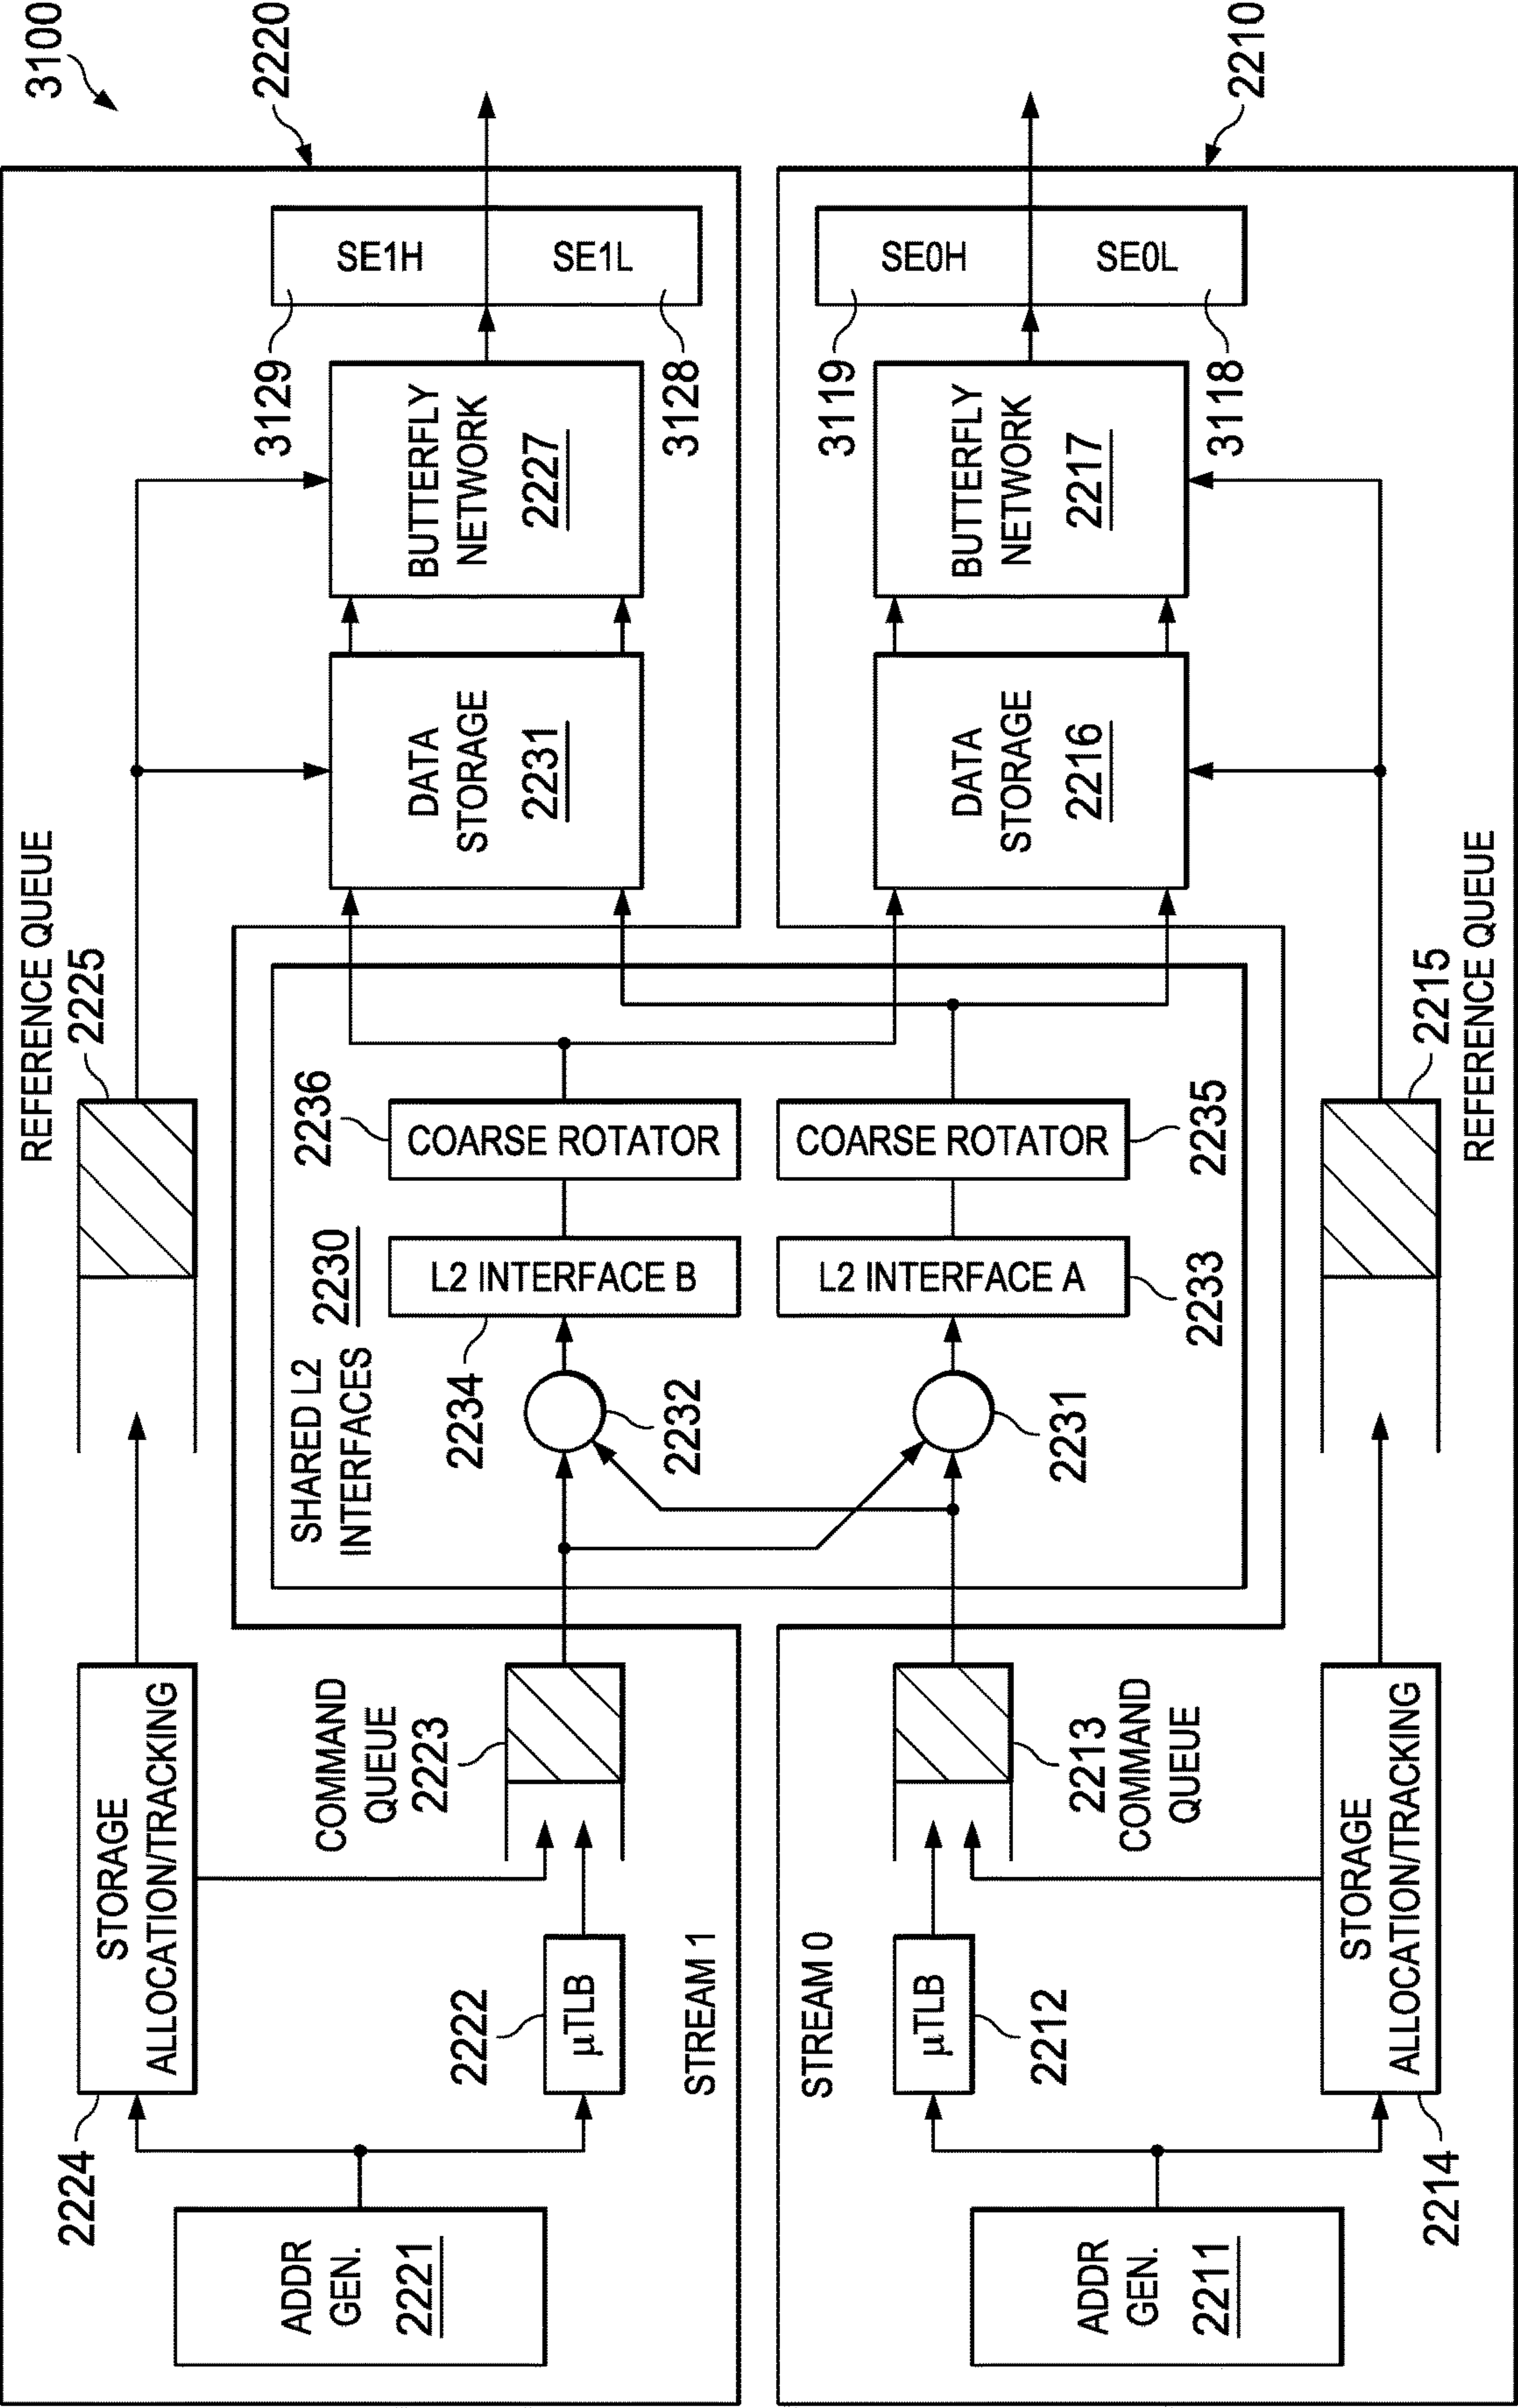 3100
2220
SE1H
SE1L
3129
3128
BUTTERFLY
NETWORK
2227
DATA
STORAGE
2231
REFERENCE QUEUE
2225
2236
COARSE ROTATOR
SHARED L2
INTERFACES
2230
L2 INTERFACE B
2234
2232
COMMAND
QUEUE
2223
STORAGE
ALLOCATION/TRACKING
2224
2222
µTLB
STREAM 1
ADDR
GEN.
2221
2210
SE0H
SE0L
3119
3118
BUTTERFLY
NETWORK
2217
DATA
STORAGE
2216
REFERENCE QUEUE
2215
COARSE ROTATOR
2235
L2 INTERFACE A
2233
2231
2213
COMMAND
QUEUE
STREAM 0
µTLB
2212
STORAGE
ALLOCATION/TRACKING
2214
ADDR
GEN.
2211